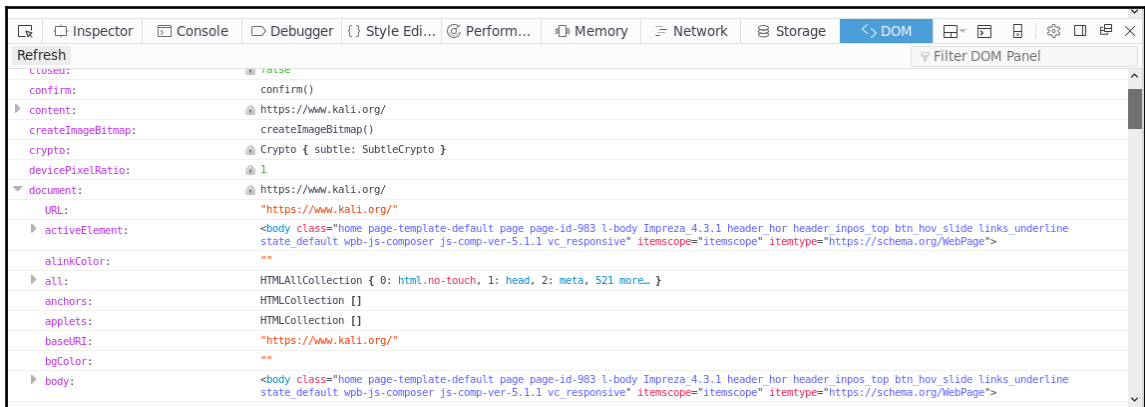 Inspector Console Debugger {} Style Edi... Perform... Memory Network Storage DOM
Refresh Filter DOM Panel
closed: false
confirm: confirm()
content: https://www.kali.org/
createImageBitmap: createImageBitmap()
crypto: Crypto { subtle: SubtleCrypto }
devicePixelRatio: 1
document: https://www.kali.org/
URL: "https://www.kali.org/"
activeElement: <body class="home page-template-default page page-id-983 l-body Impreza_4.3.1 header_hor header_inpos_top btn_hov_slide links_underline
state_default wpb-js-composer js-comp-ver-5.1.1 vc_responsive" itemscope="itemscope" itemtype="https://schema.org/WebPage">
alinkColor: ""
all: HTMLAllCollection { 0: html.no-touch, 1: head, 2: meta, 521 more… }
anchors: HTMLCollection []
applets: HTMLCollection []
baseURI: "https://www.kali.org/"
bgColor: ""
body: <body class="home page-template-default page page-id-983 l-body Impreza_4.3.1 header_hor header_inpos_top btn_hov_slide links_underline
state_default wpb-js-composer js-comp-ver-5.1.1 vc_responsive" itemscope="itemscope" itemtype="https://schema.org/WebPage">